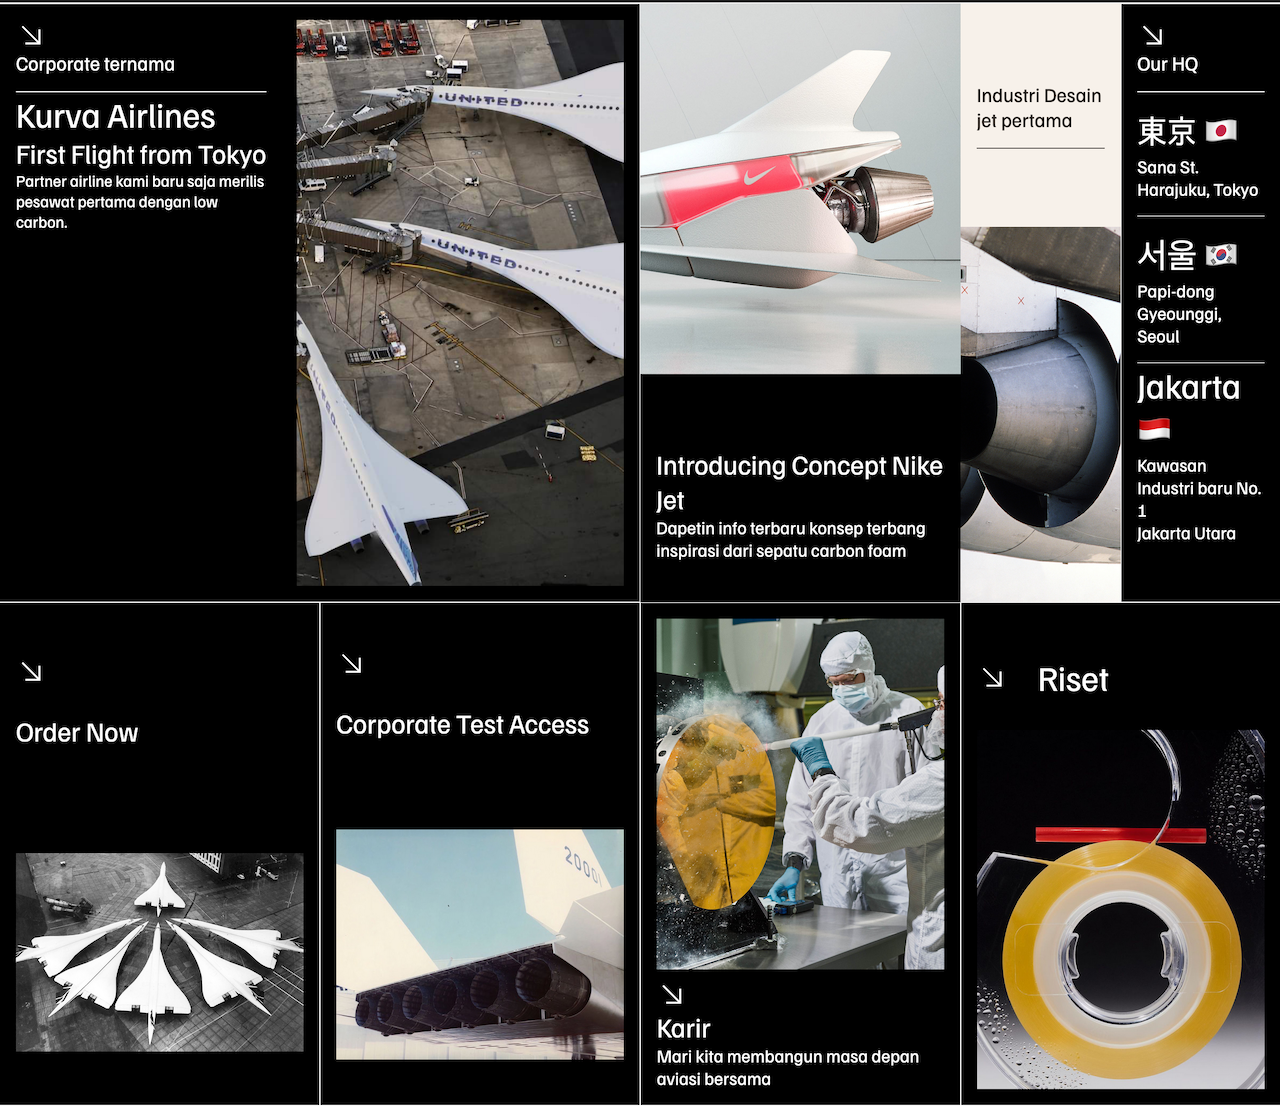 Corporate ternama
Kurva Airlines
First Flight from Tokyo
Partner airline kami baru saja merilis
pesawat pertama dengan low
carbon.
UNITED
UNITED
Introducing Concept Nike
Jet
Dapetin info terbaru konsep terbang
inspirasi dari sepatu carbon foam
Industri Desain
jet pertama
Our HQ
東京 🇯🇵
Sana St.
Harajuku, Tokyo
서울 🇰🇷
Papi-dong
Gyeounggi,
Seoul
Jakarta
🇮🇩
Kawasan
Industri baru No.
1
Jakarta Utara
Order Now
Corporate Test Access
Karir
Mari kita membangun masa depan
aviasi bersama
Riset